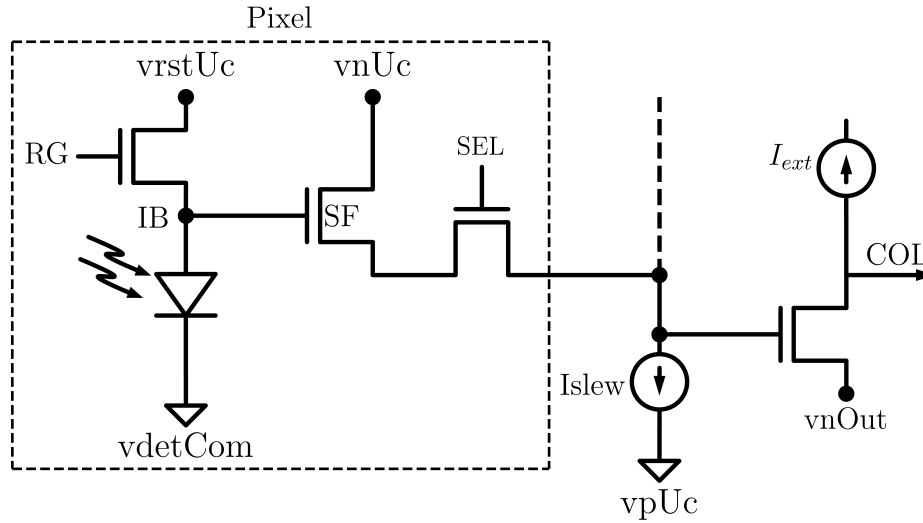 Pixel
vrstUc
vnUc
RG
SEL
I_ext
IB
SF
COL
Islew
vnOut
vdetCom
vpUc